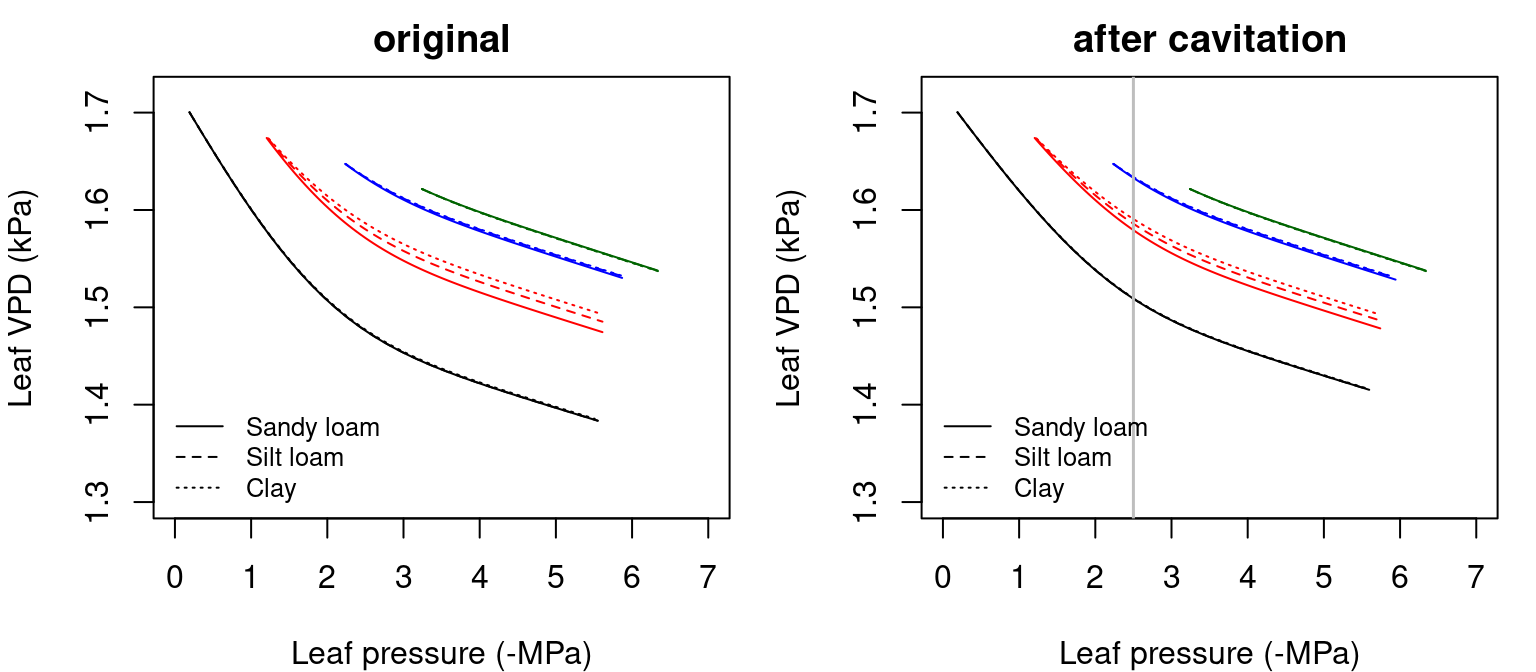 original
Leaf VPD (kPa)
1.7
1.6
1.5
1.4
1.3
Sandy loam
Silt loam
Clay
0 1 2 3 4 5 6 7
Leaf pressure (-MPa)
after cavitation
Leaf VPD (kPa)
1.7
1.6
1.5
1.4
1.3
Sandy loam
Silt loam
Clay
0 1 2 3 4 5 6 7
Leaf pressure (-MPa)